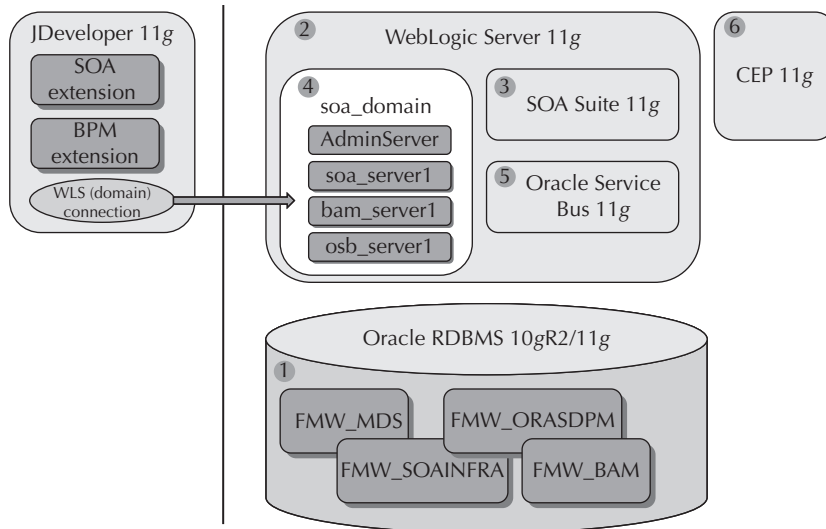 JDeveloper 11g
SOA
extension
BPM
extension
WLS (domain)
connection
2
WebLogic Server 11g
4
soa_domain
AdminServer
soa_server1
bam_server1
osb_server1
3
SOA Suite 11g
5
Oracle Service
Bus 11g
6
CEP 11g
Oracle RDBMS 10gR2/11g
1
FMW_MDS
FMW_ORASDPM
FMW_SOAINFRA
FMW_BAM